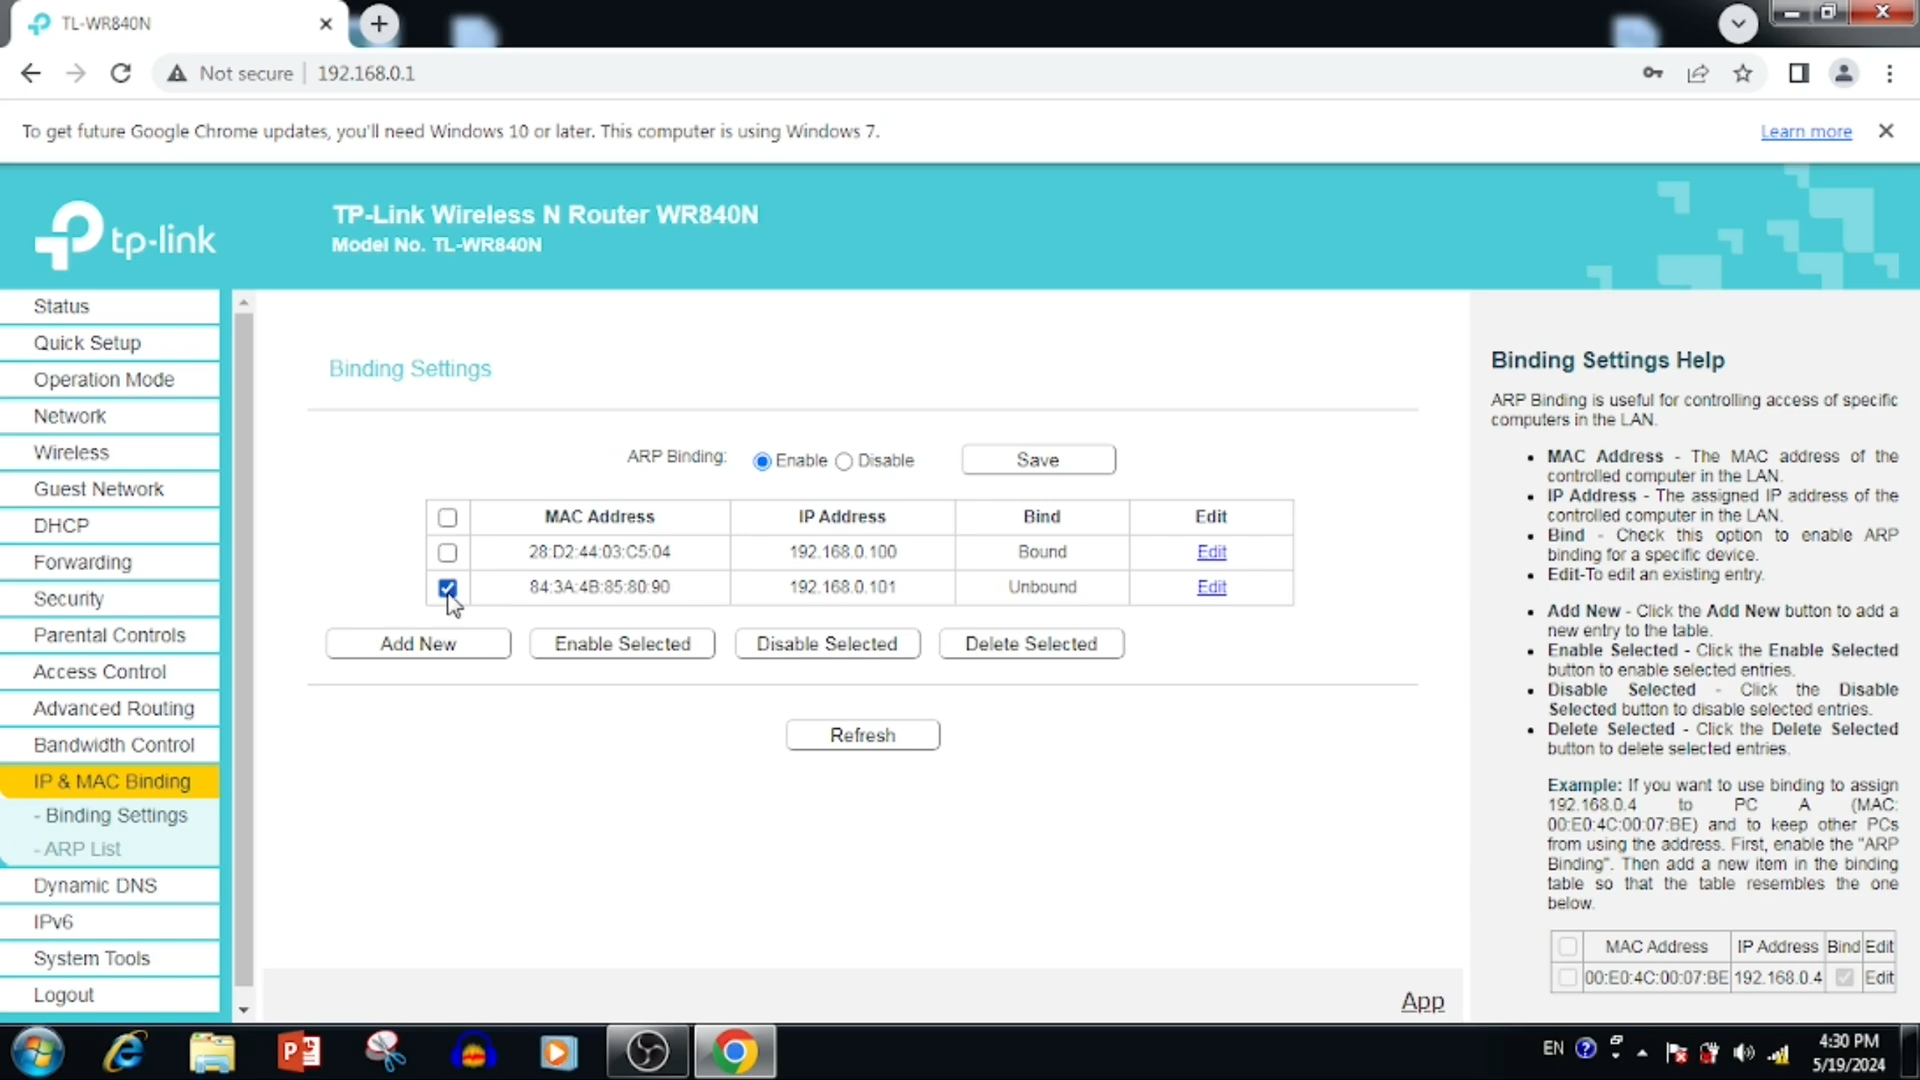 TL-WR840N
Not secure
192.168.0.1
To get future Google Chrome updates, you'll need Windows 10 or later. This computer is using Windows 7.
Learn more
tp-link
TP-Link Wireless N Router WR840N
Model No. TL-WR840N
Status
Quick Setup
Operation Mode
Network
Wireless
Guest Network
DHCP
Forwarding
Security
Parental Controls
Access Control
Advanced Routing
Bandwidth Control
IP & MAC Binding
- Binding Settings
- ARP List
Dynamic DNS
IPv6
System Tools
Logout
Binding Settings
ARP Binding: Enable Disable Save
MAC Address IP Address Bind Edit
28:D2:44:03:C5:04 192.168.0.100 Bound Edit
84:3A:4B:85:80:90 192.168.0.101 Unbound Edit
Add New Enable Selected Disable Selected Delete Selected
Refresh
App
Binding Settings Help
ARP Binding is useful for controlling access of specific
computers in the LAN.
• MAC Address - The MAC address of the
controlled computer in the LAN.
• IP Address - The assigned IP address of the
controlled computer in the LAN.
• Bind - Check this option to enable ARP
binding for a specific device.
• Edit-To edit an existing entry.
• Add New - Click the Add New button to add a
new entry to the table.
• Enable Selected - Click the Enable Selected
button to enable selected entries.
• Disable Selected - Click the Disable
Selected button to disable selected entries.
• Delete Selected - Click the Delete Selected
button to delete selected entries.
Example: If you want to use binding to assign
192.168.0.4 to PC A (MAC:
00:E0:4C:00:07:BE) and to keep other PCs
from using the address. First, enable the "ARP
Binding". Then add a new item in the binding
table so that the table resembles the one
below.
MAC Address IP Address Bind Edit
00:E0:4C:00:07:BE 192.168.0.4 Edit
EN
4:30 PM
5/19/2024